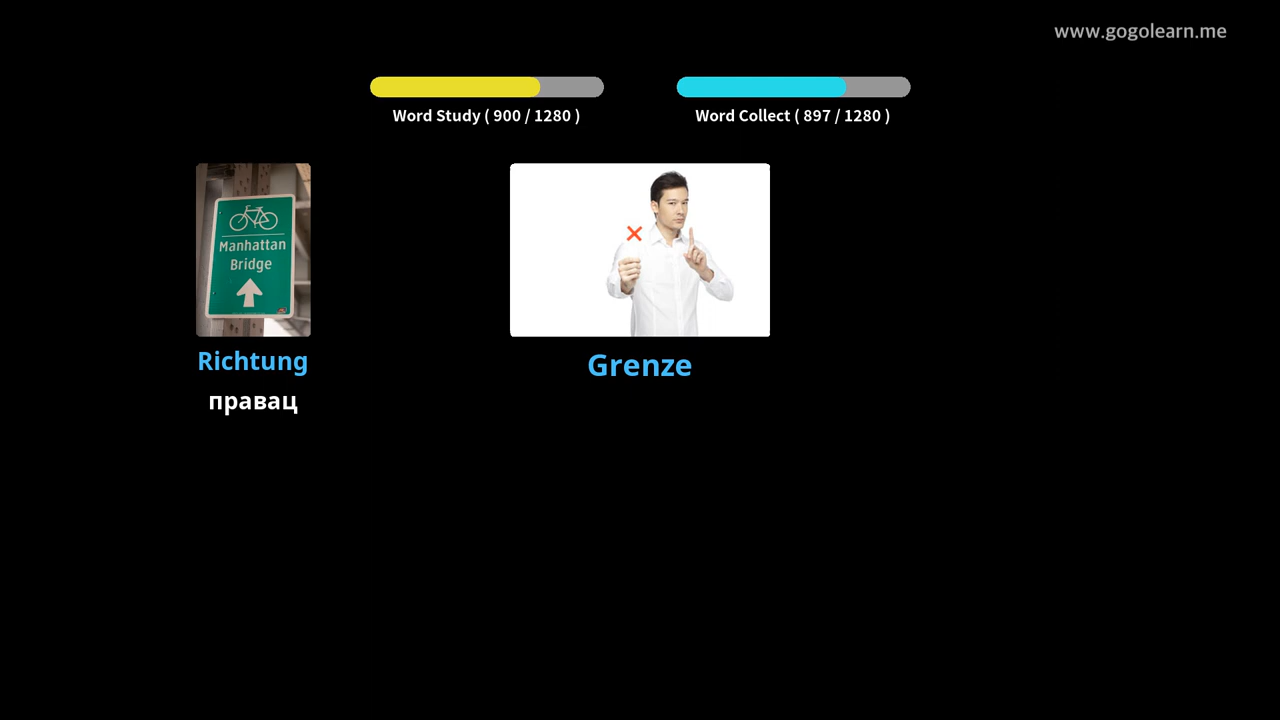 www.gogolearn.me
Word Study ( 900 / 1280 )
Word Collect ( 897 / 1280 )
Manhattan
Bridge
Richtung
правац
Grenze